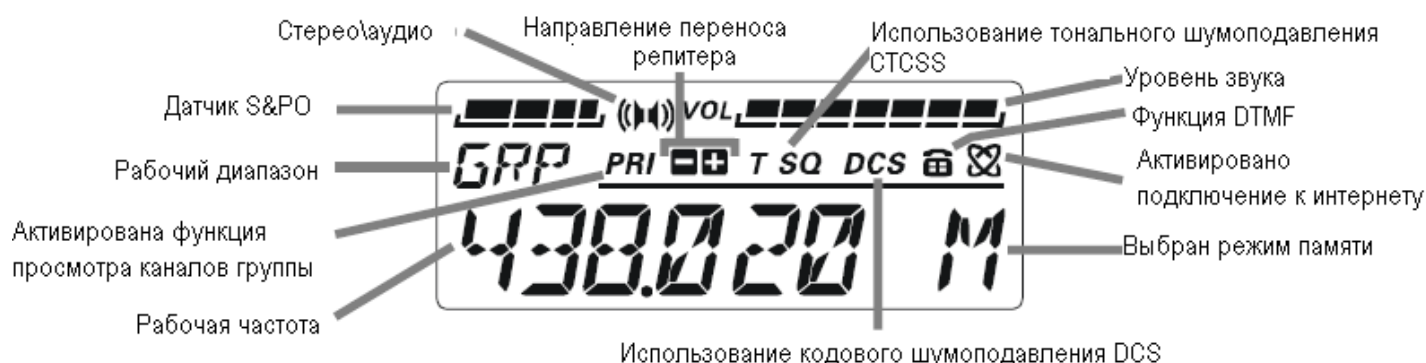 Стерео\аудио
Направление переноса
репитера
Использование тонального шумоподавления
CTCSS
Уровень звука
Датчик S&PO
VOL
Функция DTMF
Рабочий диапазон
GRP PRI T SQ DCS
Активировано
подключение к интернету
Активирована функция
просмотра каналов группы
438.020 M
Выбран режим памяти
Рабочая частота
Использование кодового шумоподавления DCS